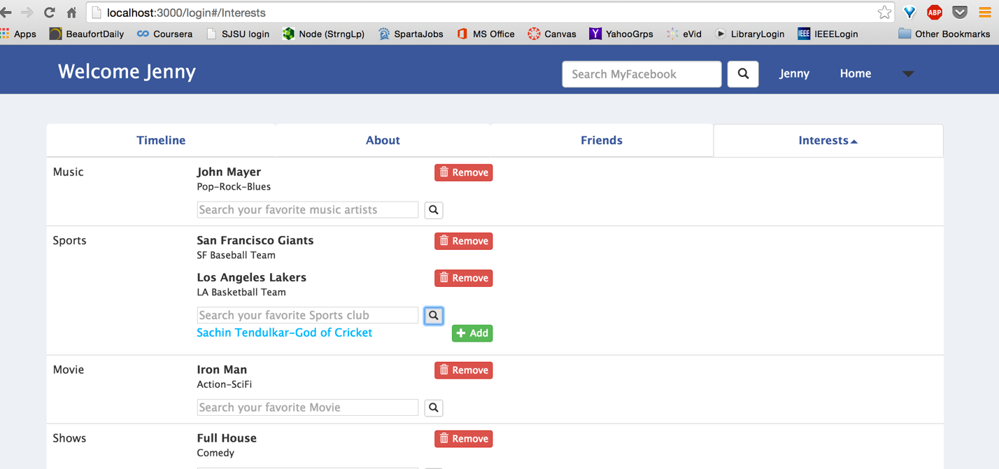 localhost:3000/login#/Interests
ABP
Apps BeaufortDaily Coursera SJSU login Node (StrngLp) SpartaJobs MS Office Canvas Y YahooGrps eVid LibraryLogin IEEE IEEELogin Other Bookmarks
Welcome Jenny Search MyFacebook Jenny Home
Timeline About Friends Interests
Music John Mayer Remove
Pop-Rock-Blues
Search your favorite music artists
Sports San Francisco Giants Remove
SF Baseball Team
Los Angeles Lakers Remove
LA Basketball Team
Search your favorite Sports club
Sachin Tendulkar-God of Cricket + Add
Movie Iron Man Remove
Action-SciFi
Search your favorite Movie
Shows Full House Remove
Comedy